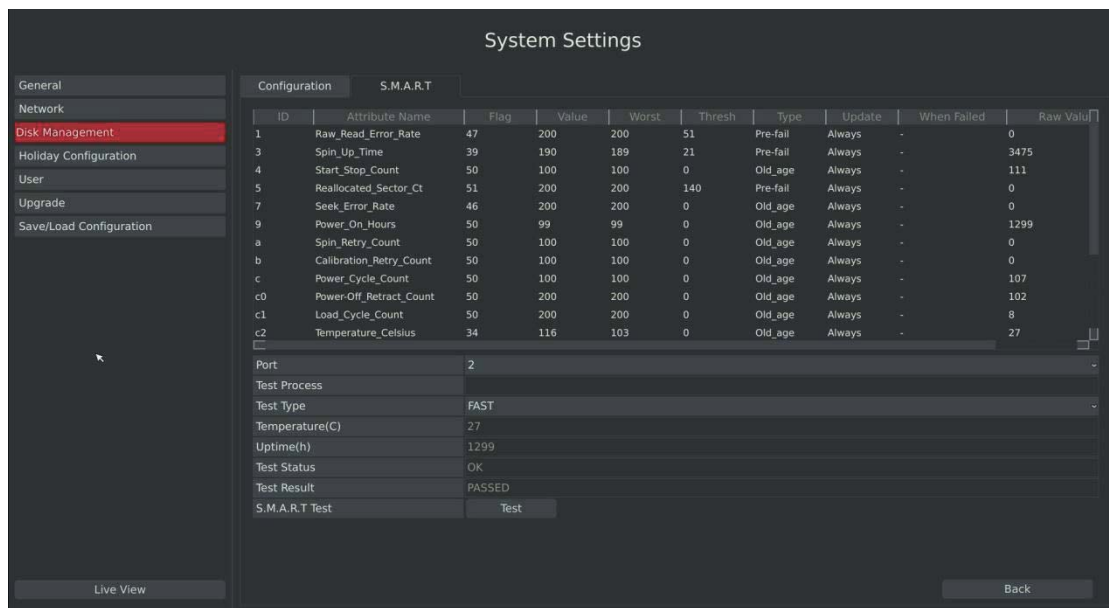 System Settings
General
Network
Disk Management
Holiday Configuration
User
Upgrade
Save/Load Configuration
Live View
Configuration S.M.A.R.T
ID Attribute Name Flag Value Worst Thresh Type Update When Failed Raw Valu
1 Raw_Read_Error_Rate 47 200 200 51 Pre-fail Always - 0
3 Spin_Up_Time 39 190 189 21 Pre-fail Always - 3475
4 Start_Stop_Count 50 100 100 0 Old_age Always - 111
5 Reallocated_Sector_Ct 51 200 200 140 Pre-fail Always - 0
7 Seek_Error_Rate 46 200 200 0 Old_age Always - 0
9 Power_On_Hours 50 99 99 0 Old_age Always - 1299
a Spin_Retry_Count 50 100 100 0 Old_age Always - 0
b Calibration_Retry_Count 50 100 100 0 Old_age Always - 0
c Power_Cycle_Count 50 100 100 0 Old_age Always - 107
c0 Power-Off_Retract_Count 50 200 200 0 Old_age Always - 102
c1 Load_Cycle_Count 50 200 200 0 Old_age Always - 8
c2 Temperature_Celsius 34 116 103 0 Old_age Always - 27
Port 2
Test Process
Test Type FAST
Temperature(C) 27
Uptime(h) 1299
Test Status OK
Test Result PASSED
S.M.A.R.T Test Test
Back